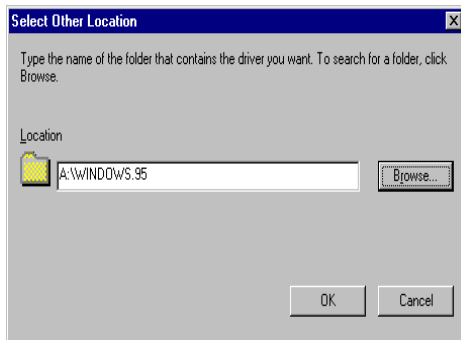 Select Other Location
Type the name of the folder that contains the driver you want. To search for a folder, click
Browse.
Location
A:\WINDOWS.95
Browse...
OK
Cancel